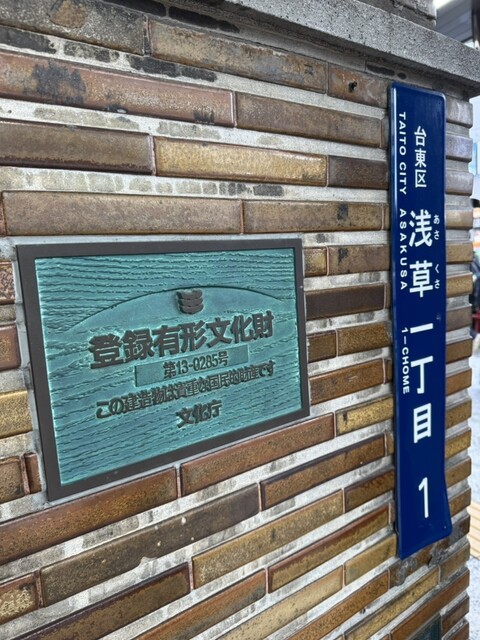 登録有形文化財
第13-0285号
この建造物は貴重な国民的財産です
文化庁
台東区
TAITO CITY
あさくさ
浅草一丁目 1
ASAKUSA 1-CHOME